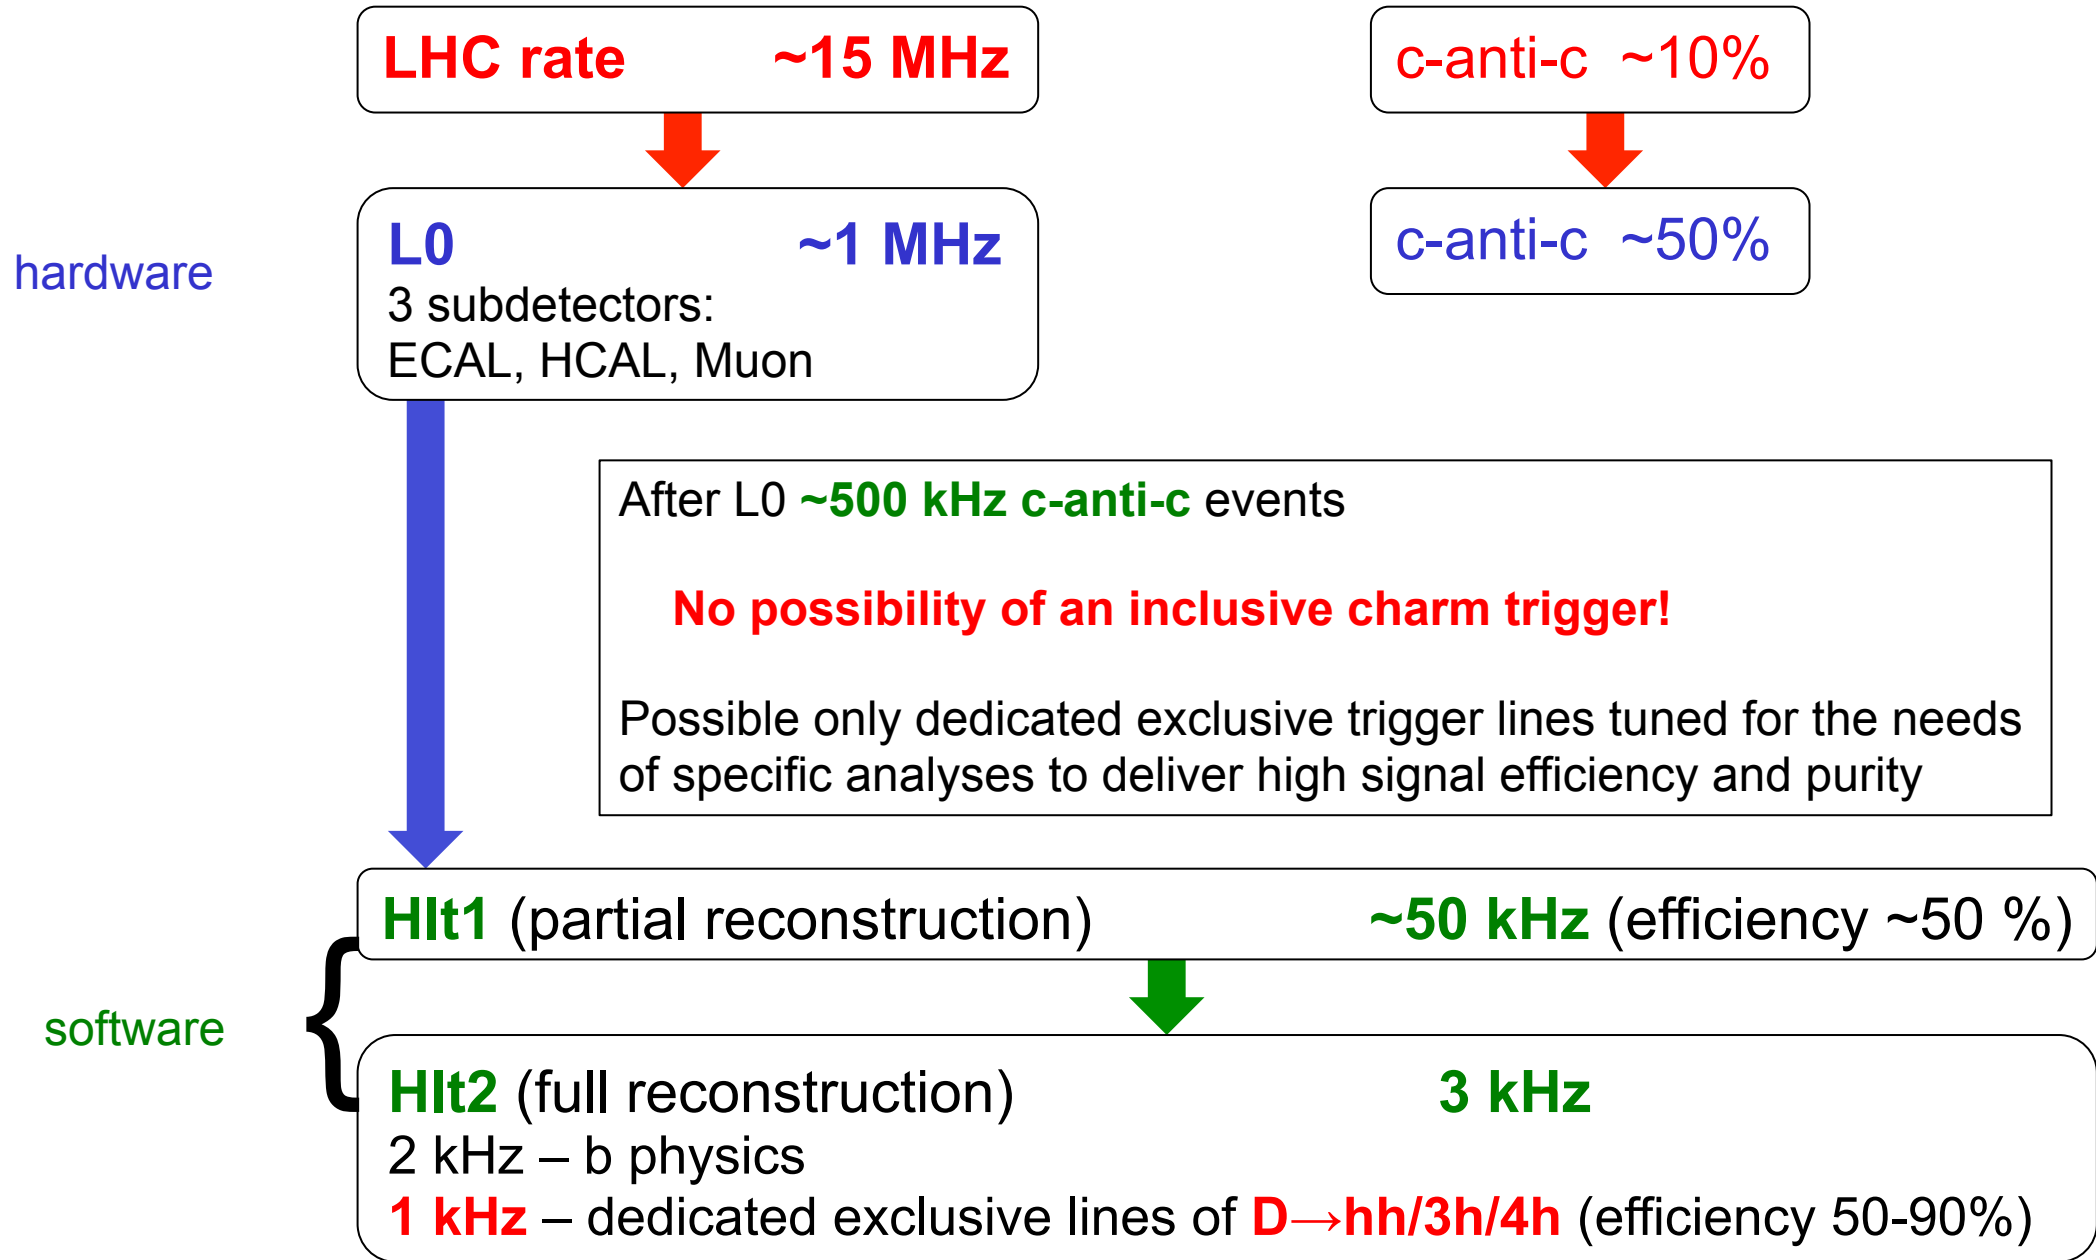 LHC rate ~15 MHz
c-anti-c ~10%
hardware
L0 ~1 MHz
3 subdetectors:
ECAL, HCAL, Muon
c-anti-c ~50%
After L0 ~500 kHz c-anti-c events
No possibility of an inclusive charm trigger!
Possible only dedicated exclusive trigger lines tuned for the needs
of specific analyses to deliver high signal efficiency and purity
software
Hlt1 (partial reconstruction) ~50 kHz (efficiency ~50 %)
Hlt2 (full reconstruction) 3 kHz
2 kHz – b physics
1 kHz – dedicated exclusive lines of D→hh/3h/4h (efficiency 50-90%)